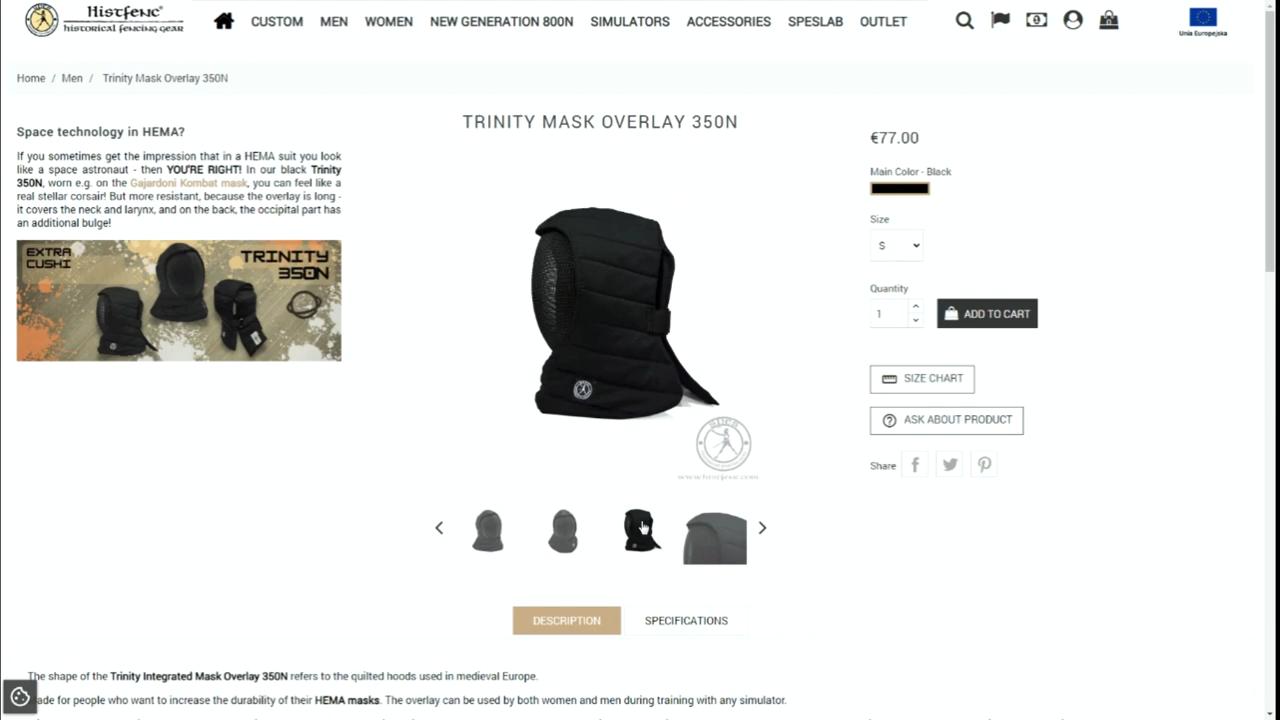 Histfenc
historical fencing gear
CUSTOM MEN WOMEN NEW GENERATION 800N SIMULATORS ACCESSORIES SPESLAB OUTLET
Unia Europejska
Home / Men / Trinity Mask Overlay 350N
Space technology in HEMA?
If you sometimes get the impression that in a HEMA suit you look
like a space astronaut - then YOU'RE RIGHT! In our black Trinity
350N, worn e.g. on the Gajardoni Kombat mask, you can feel like a
real stellar corsair! But more resistant, because the overlay is long -
it covers the neck and larynx, and on the back, the occipital part has
an additional bulge!
EXTRA
CUSHI
TRINITY
350N
TRINITY MASK OVERLAY 350N
www.histfenc.com
€77.00
Main Color - Black
Size
S
Quantity
1
ADD TO CART
SIZE CHART
ASK ABOUT PRODUCT
Share
DESCRIPTION
SPECIFICATIONS
The shape of the Trinity Integrated Mask Overlay 350N refers to the quilted hoods used in medieval Europe.
ade for people who want to increase the durability of their HEMA masks. The overlay can be used by both women and men during training with any simulator.